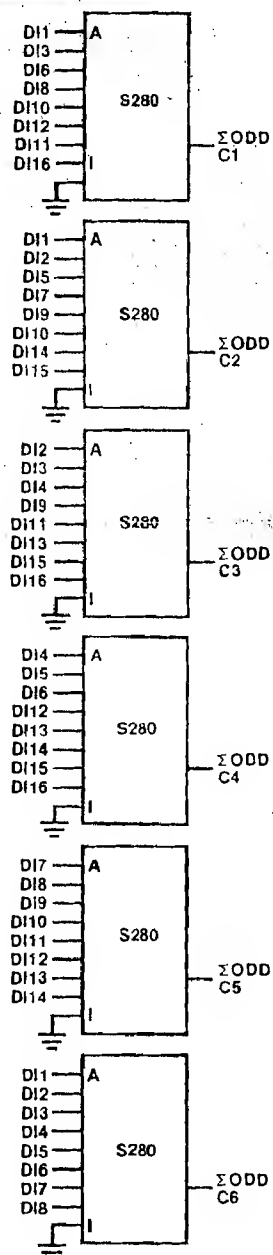 DI1 A
DI3
DI6
DI8 S280
DI10
DI12
DI11 ΣODD
DI16 I C1
DI1 A
DI2
DI5
DI7 S280
DI9
DI10
DI14 ΣODD
DI15 C2
I
DI2 A
DI3
DI4
DI9 S280
DI11
DI13
DI15 ΣODD
DI16 C3
I
DI4 A
DI5
DI6
DI12 S280
DI13
DI14
DI15 ΣODD
DI16 C4
I
DI7 A
DI8
DI9
DI10 S280
DI11
DI12
DI13 ΣODD
DI14 C5
I
DI1 A
DI2
DI3
DI4
DI5 S280
DI6
DI7 ΣODD
DI8 C6
I